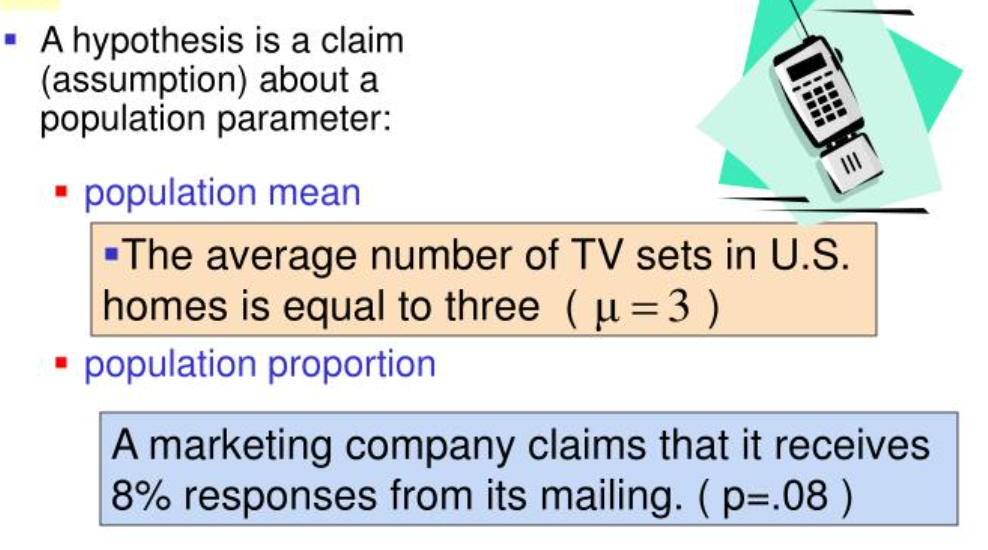 ▪ A hypothesis is a claim
(assumption) about a
population parameter:
▪ population mean
▪The average number of TV sets in U.S.
homes is equal to three ( μ = 3 )
▪ population proportion
A marketing company claims that it receives
8% responses from its mailing. ( p=.08 )